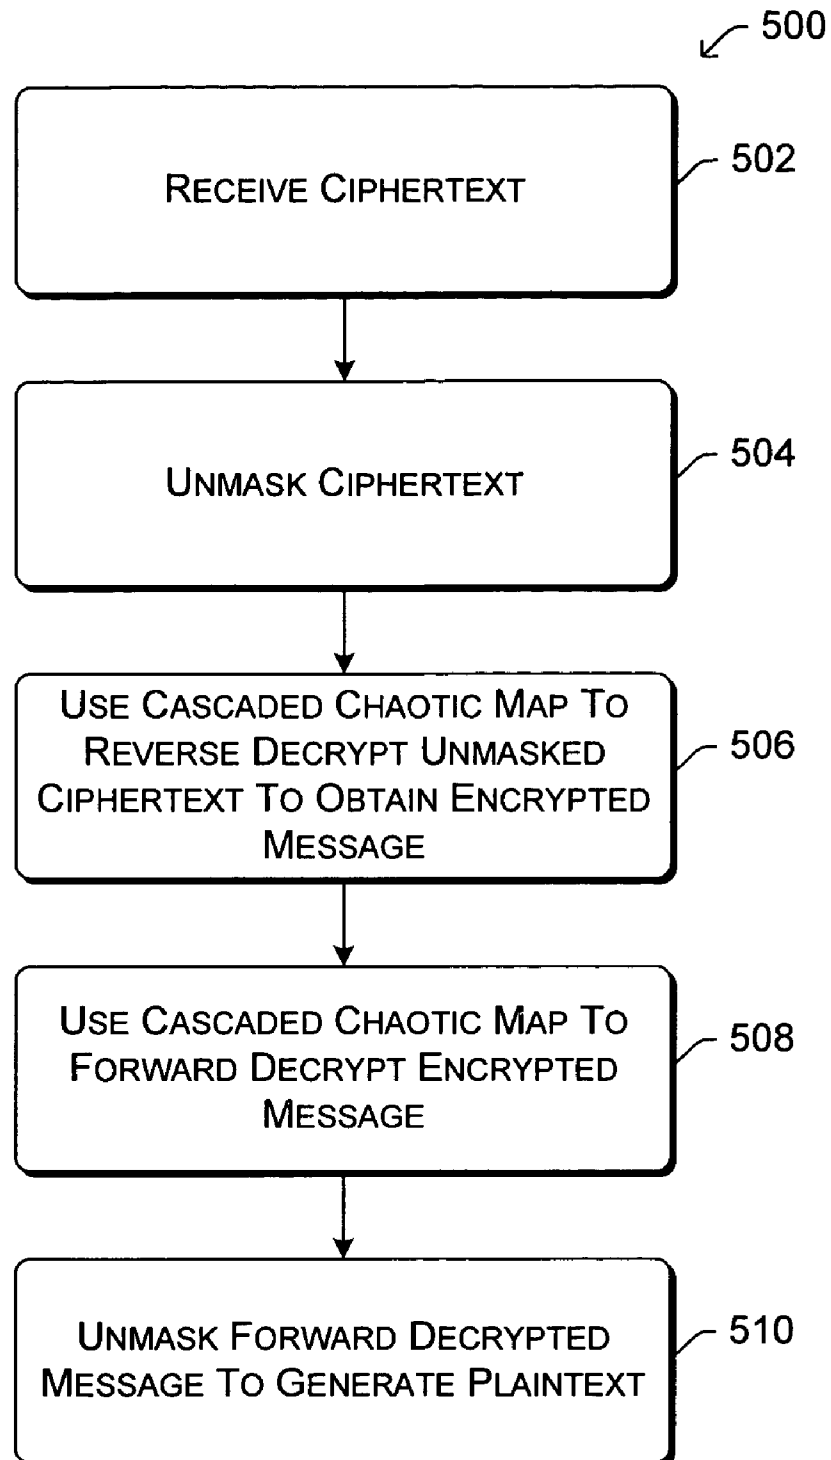 500
RECEIVE CIPHERTEXT
502
UNMASK CIPHERTEXT
504
USE CASCADED CHAOTIC MAP TO
REVERSE DECRYPT UNMASKED
CIPHERTEXT TO OBTAIN ENCRYPTED
MESSAGE
506
USE CASCADED CHAOTIC MAP TO
FORWARD DECRYPT ENCRYPTED
MESSAGE
508
UNMASK FORWARD DECRYPTED
MESSAGE TO GENERATE PLAINTEXT
510